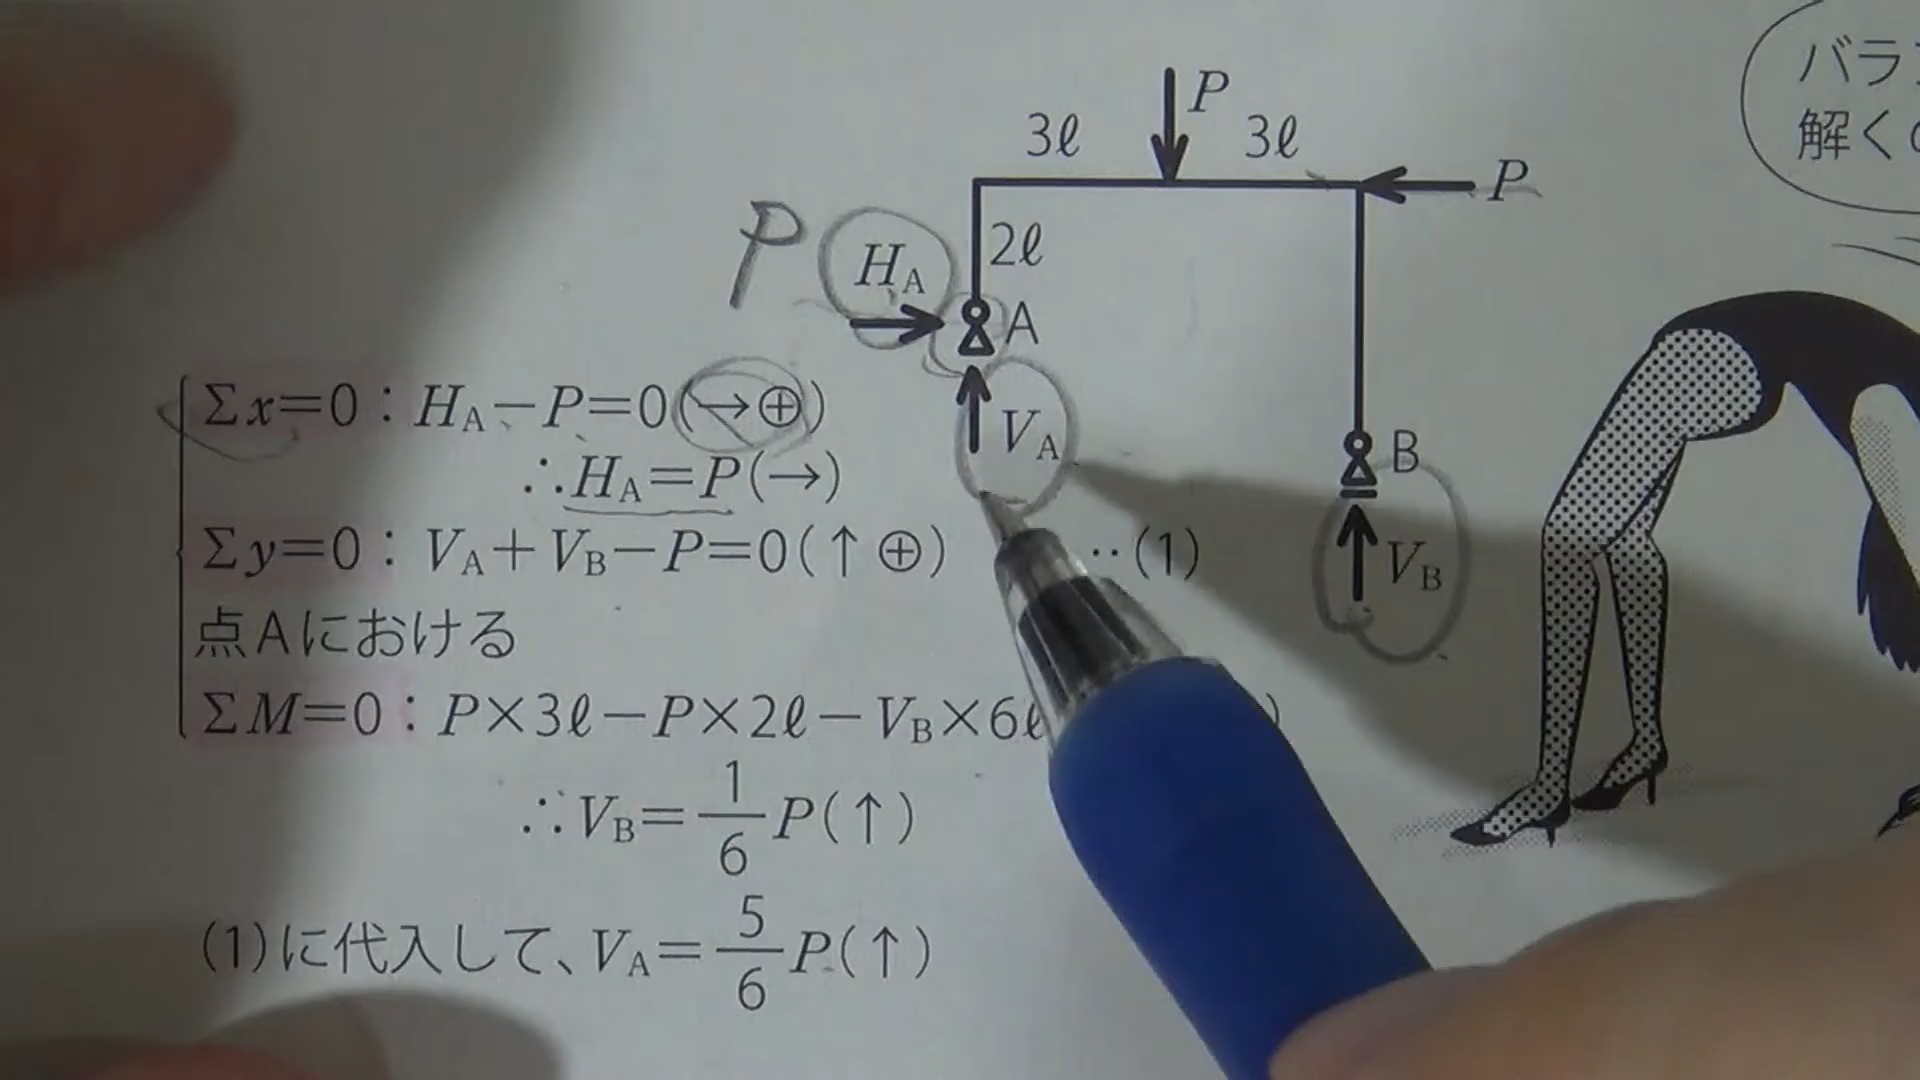 バラ
解く
P
3ℓ 3ℓ
P
P
H_A
2ℓ
A
V_A
B
V_B
Σx=0：H_A−P=0(→⊕)
∴H_A=P(→)
Σy=0：V_A+V_B−P=0(↑⊕) ‥(1)
点Aにおける
ΣM=0：P×3ℓ−P×2ℓ−V_B×6ℓ )
∴V_B=1/6 P(↑)
(1)に代入して、V_A=5/6 P(↑)